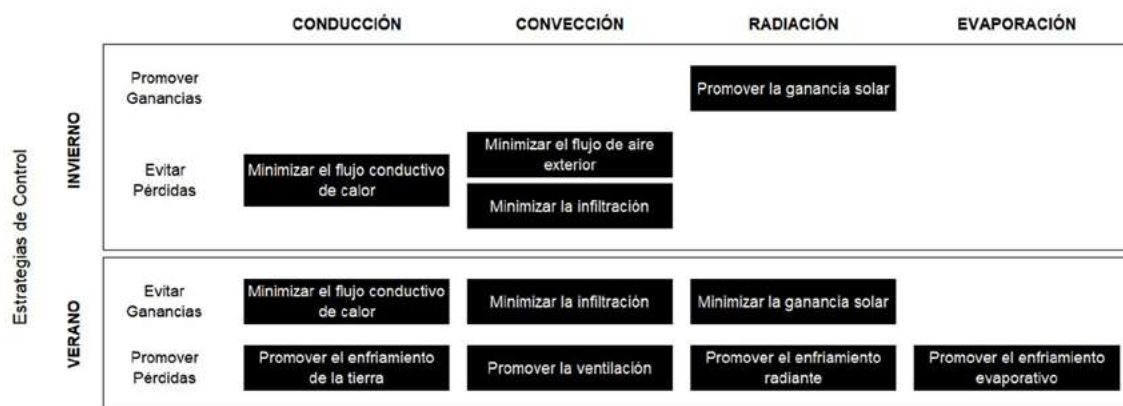 CONDUCCIÓN CONVECCIÓN RADIACIÓN EVAPORACIÓN
Estrategias de Control
INVIERNO
Promover
Ganancias
Promover la ganancia solar
Evitar
Pérdidas
Minimizar el flujo conductivo
de calor
Minimizar el flujo de aire
exterior
Minimizar la infiltración
VERANO
Evitar
Ganancias
Minimizar el flujo conductivo
de calor
Minimizar la infiltración
Minimizar la ganancia solar
Promover
Pérdidas
Promover el enfriamiento
de la tierra
Promover la ventilación
Promover el enfriamiento
radiante
Promover el enfriamiento
evaporativo